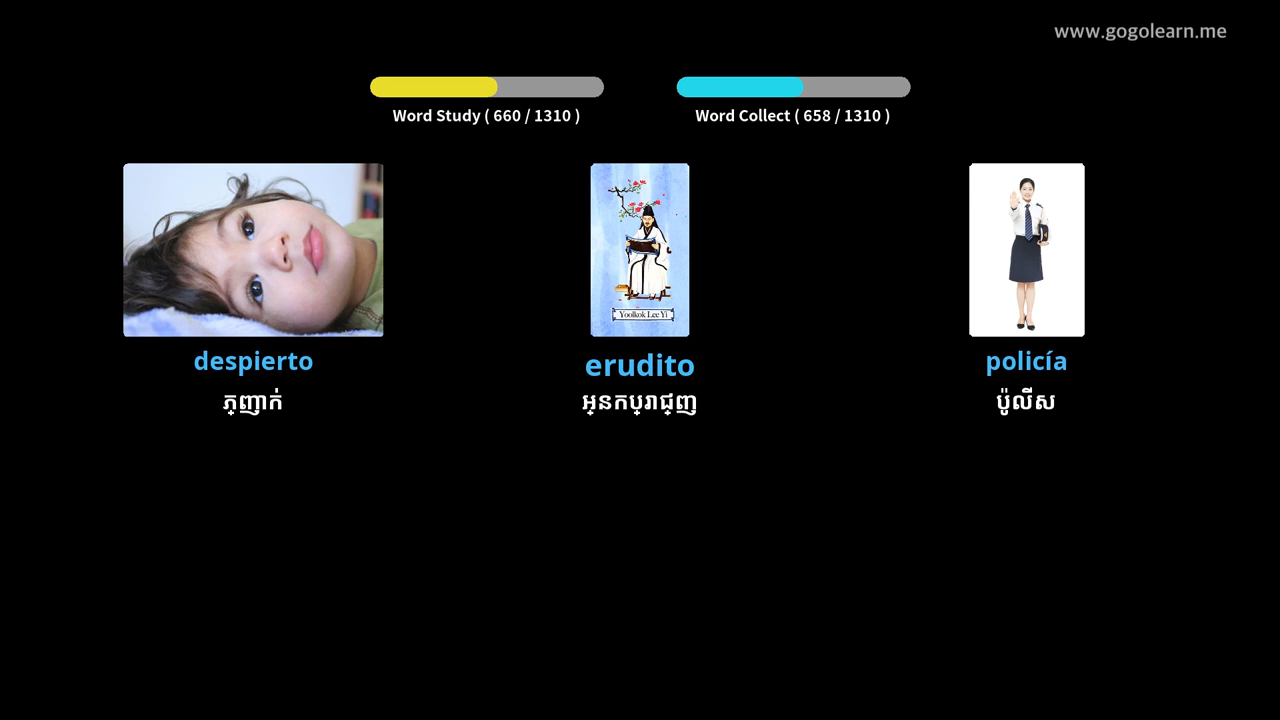 www.gogolearn.me
Word Study ( 660 / 1310 )
Word Collect ( 658 / 1310 )
Yoolkok Lee Yi
despierto
erudito
policía
ភ្ញាក់
អ្នកប្រាជ្ញ
ប៉ូលីស